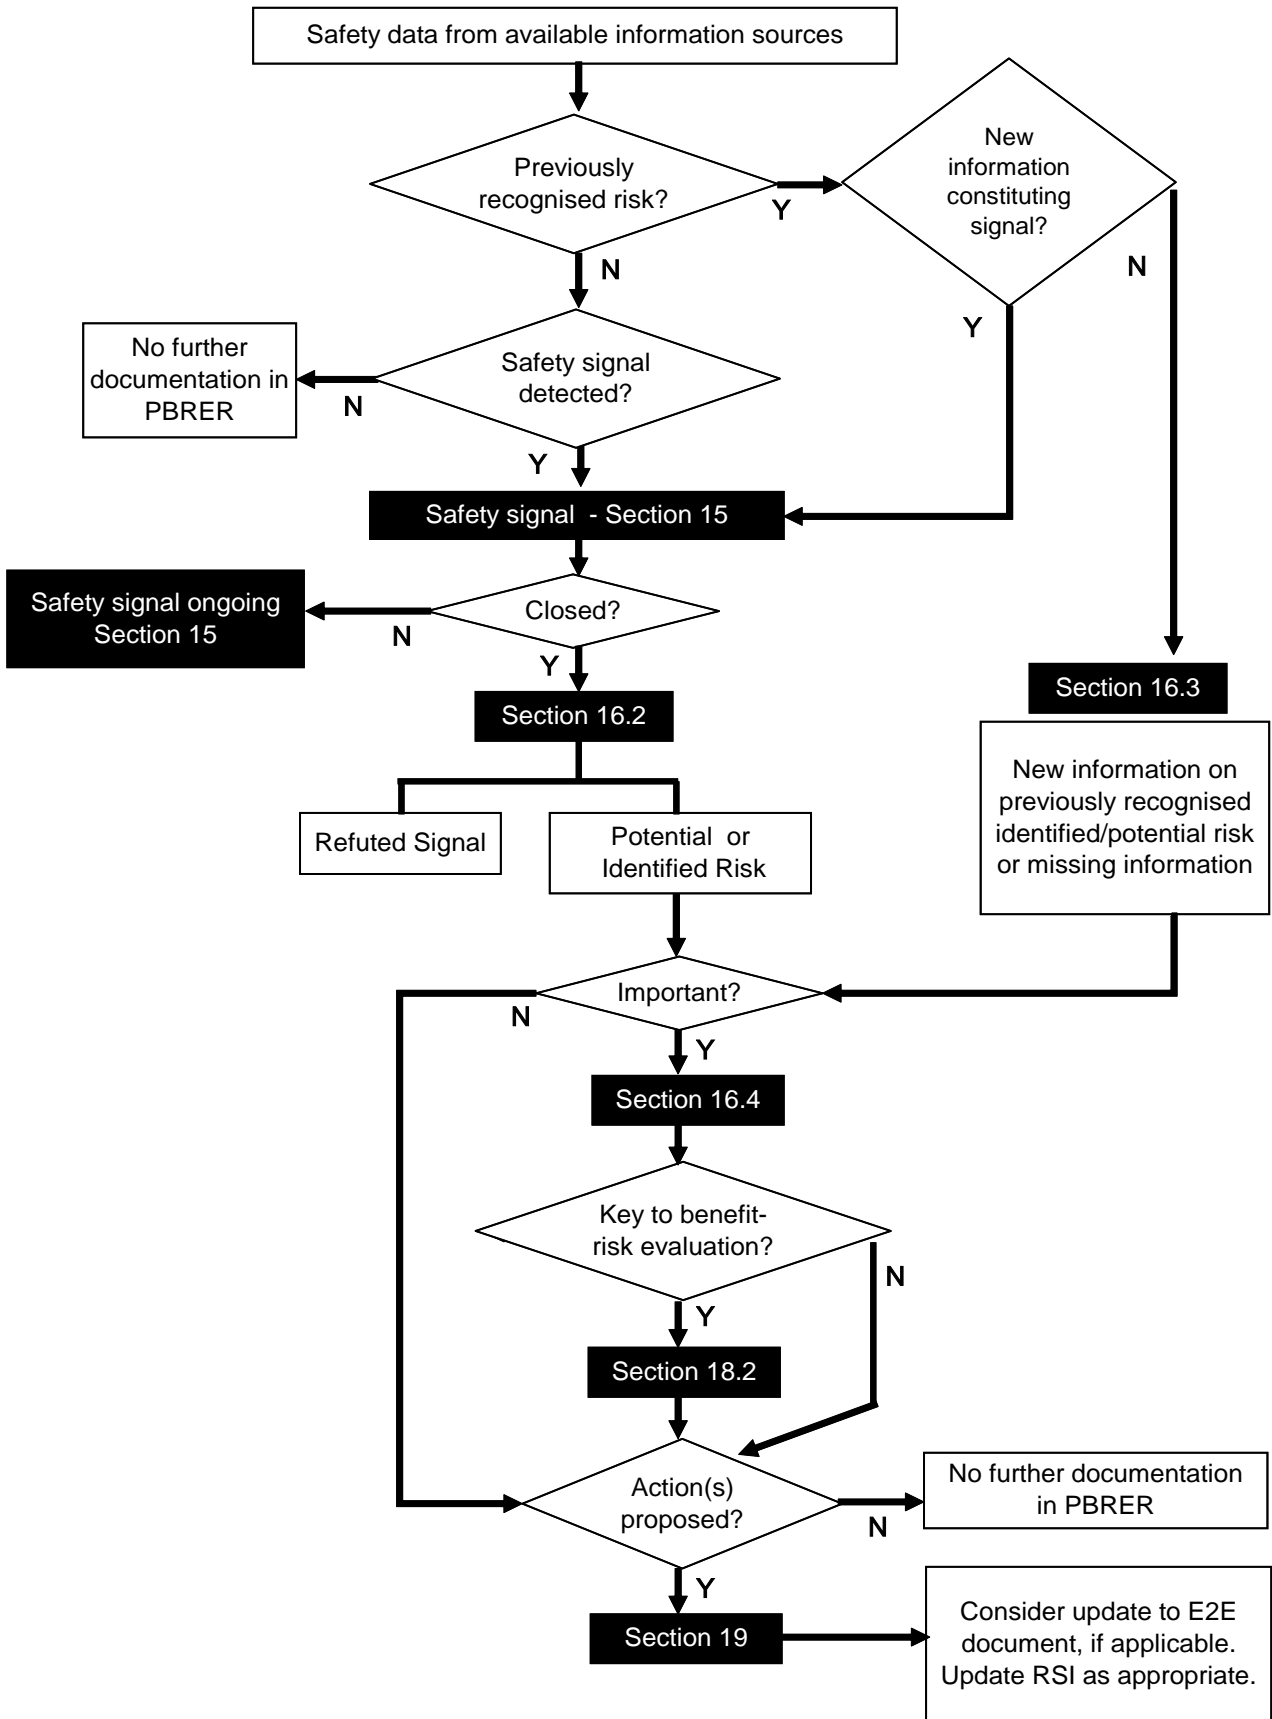 Safety data from available information sources
Previously
recognised risk?
Y
New
information
constituting
signal?
N
N
Y
Safety signal
detected?
No further
documentation in
PBRER
N
Y
Safety signal - Section 15
Closed?
Safety signal ongoing
Section 15
N
Y
Section 16.2
Section 16.3
New information on
previously recognised
identified/potential risk
or missing information
Refuted Signal
Potential or
Identified Risk
Important?
N
Y
Section 16.4
Key to benefit-
risk evaluation?
N
Y
Section 18.2
Action(s)
proposed?
N
No further documentation
in PBRER
Y
Section 19
Consider update to E2E
document, if applicable.
Update RSI as appropriate.